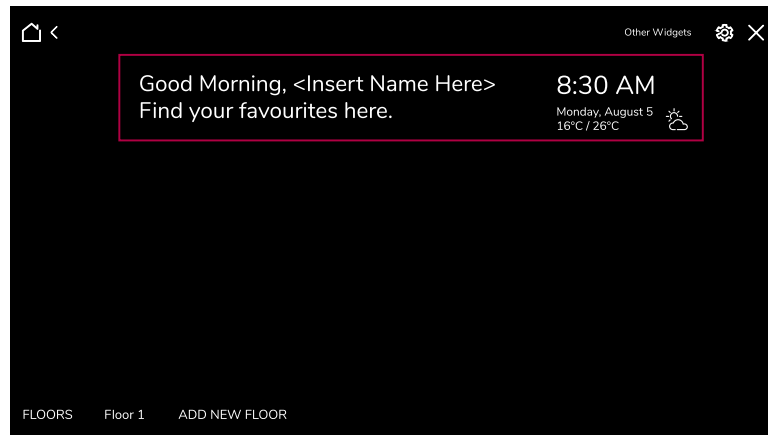 Other Widgets
Good Morning, <Insert Name Here>
Find your favourites here.
8:30 AM
Monday, August 5
16°C / 26°C
FLOORS Floor 1 ADD NEW FLOOR